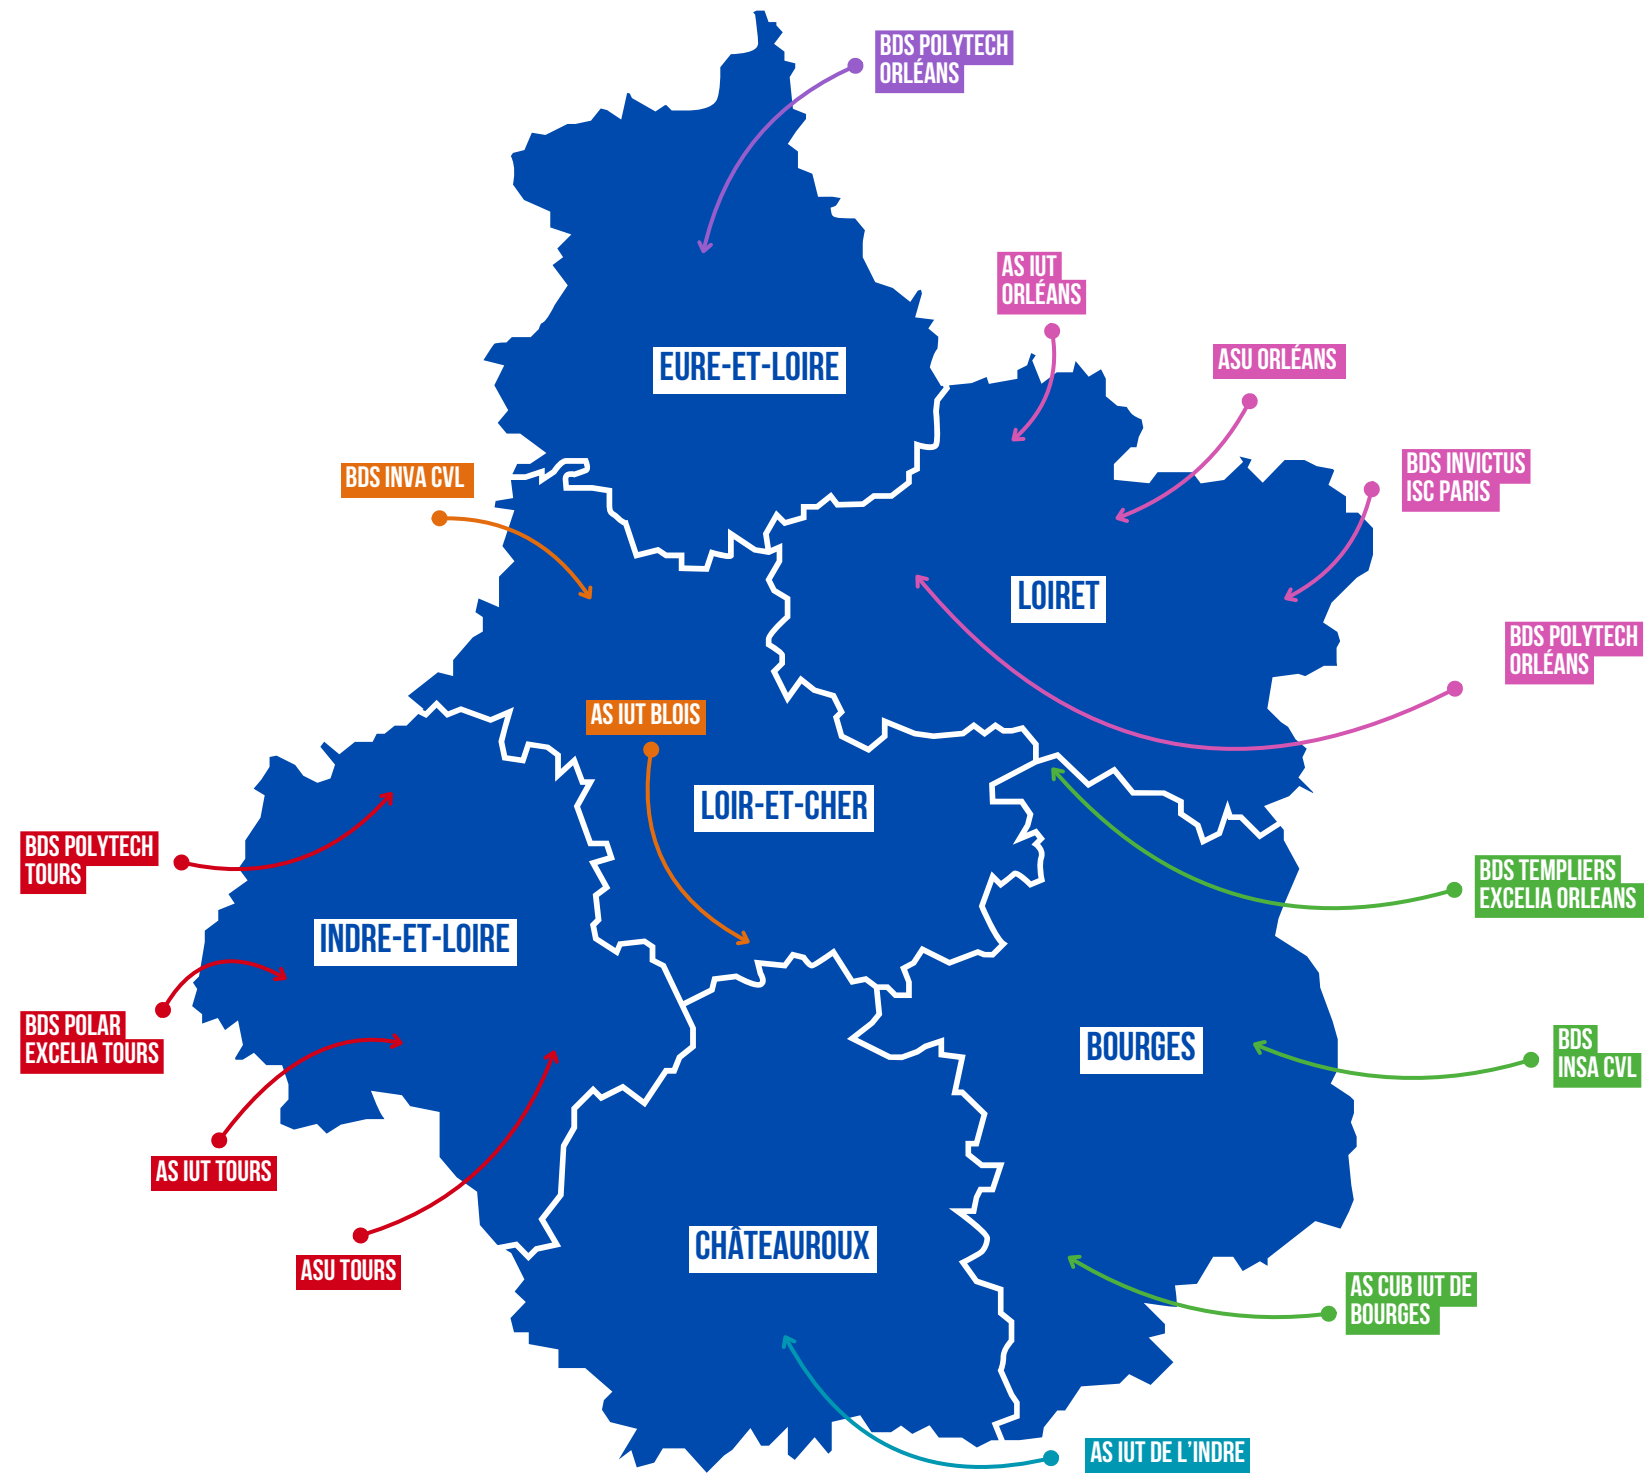 BDS POLYTECH
ORLÉANS
AS IUT
ORLÉANS
ASU ORLÉANS
EURE-ET-LOIRE
BDS INVICTUS
ISC PARIS
BDS INVA CVL
LOIRET
BDS POLYTECH
ORLÉANS
AS IUT BLOIS
LOIR-ET-CHER
BDS POLYTECH
TOURS
BDS TEMPLIERS
EXCELIA ORLEANS
INDRE-ET-LOIRE
BDS POLAR
EXCELIA TOURS
BOURGES
BDS
INSA CVL
AS IUT TOURS
CHÂTEAUROUX
ASU TOURS
AS CUB IUT DE
BOURGES
AS IUT DE L'INDRE